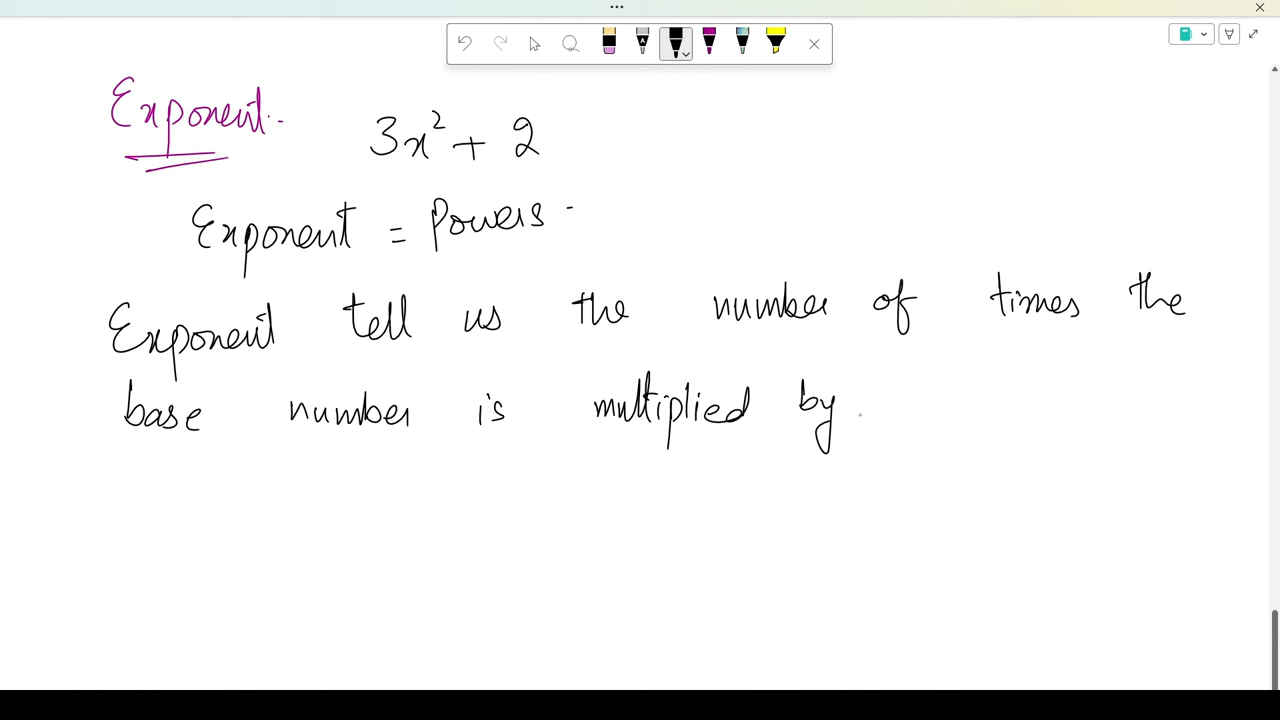 Exponent.
3x² + 2
Exponent = Powers
Exponent tell us the number of times the
base number is multiplied by